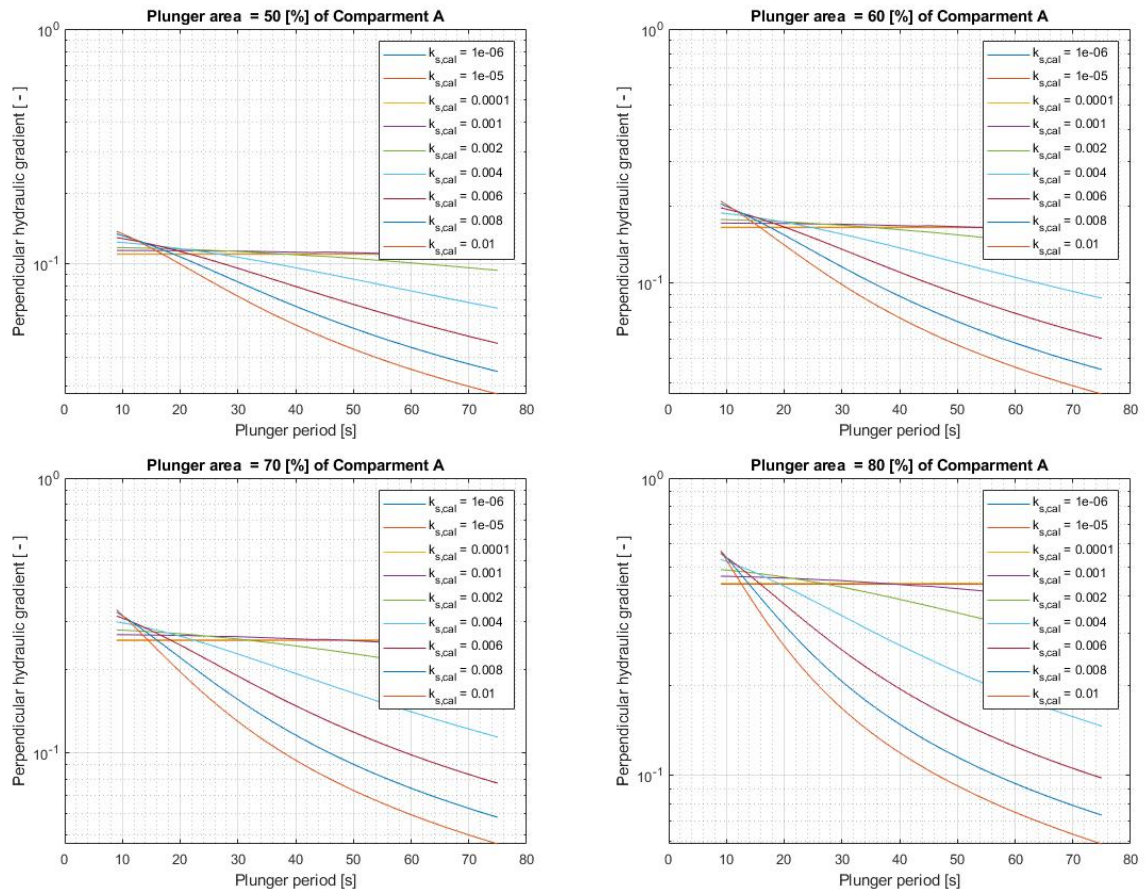 Plunger area  = 50 [%] of Comparment A
10^0
10^-1
Perpendicular hydraulic gradient [ - ]
k_s,cal = 1e-06
k_s,cal = 1e-05
k_s,cal = 0.0001
k_s,cal = 0.001
k_s,cal = 0.002
k_s,cal = 0.004
k_s,cal = 0.006
k_s,cal = 0.008
k_s,cal = 0.01
0 10 20 30 40 50 60 70 80
Plunger period [s]
Plunger area  = 60 [%] of Comparment A
10^0
10^-1
Perpendicular hydraulic gradient [ - ]
k_s,cal = 1e-06
k_s,cal = 1e-05
k_s,cal = 0.0001
k_s,cal = 0.001
k_s,cal = 0.002
k_s,cal = 0.004
k_s,cal = 0.006
k_s,cal = 0.008
k_s,cal = 0.01
0 10 20 30 40 50 60 70 80
Plunger period [s]
Plunger area  = 70 [%] of Comparment A
10^0
10^-1
Perpendicular hydraulic gradient [ - ]
k_s,cal = 1e-06
k_s,cal = 1e-05
k_s,cal = 0.0001
k_s,cal = 0.001
k_s,cal = 0.002
k_s,cal = 0.004
k_s,cal = 0.006
k_s,cal = 0.008
k_s,cal = 0.01
0 10 20 30 40 50 60 70 80
Plunger period [s]
Plunger area  = 80 [%] of Comparment A
10^0
10^-1
Perpendicular hydraulic gradient [ - ]
k_s,cal = 1e-06
k_s,cal = 1e-05
k_s,cal = 0.0001
k_s,cal = 0.001
k_s,cal = 0.002
k_s,cal = 0.004
k_s,cal = 0.006
k_s,cal = 0.008
k_s,cal = 0.01
0 10 20 30 40 50 60 70 80
Plunger period [s]